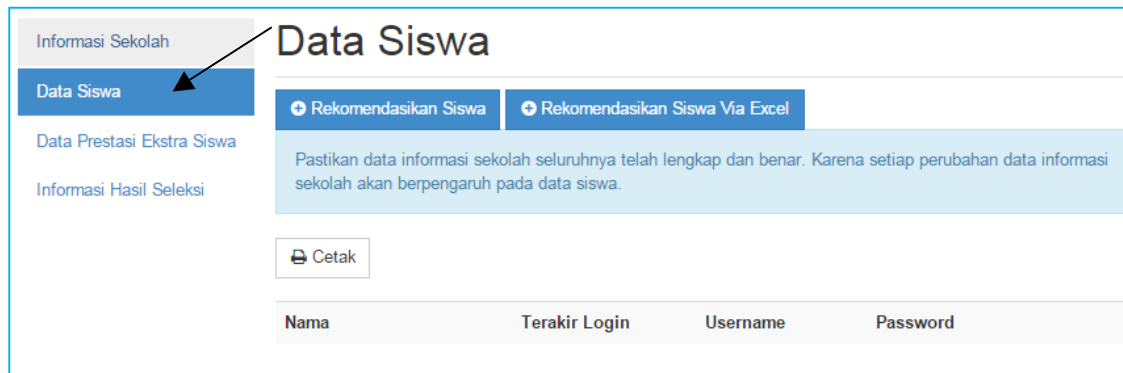 Informasi Sekolah
Data Siswa
Data Prestasi Ekstra Siswa
Informasi Hasil Seleksi
Data Siswa
Rekomendasikan Siswa
Rekomendasikan Siswa Via Excel
Pastikan data informasi sekolah seluruhnya telah lengkap dan benar. Karena setiap perubahan data informasi
sekolah akan berpengaruh pada data siswa.
Cetak
Nama Terakir Login Username Password